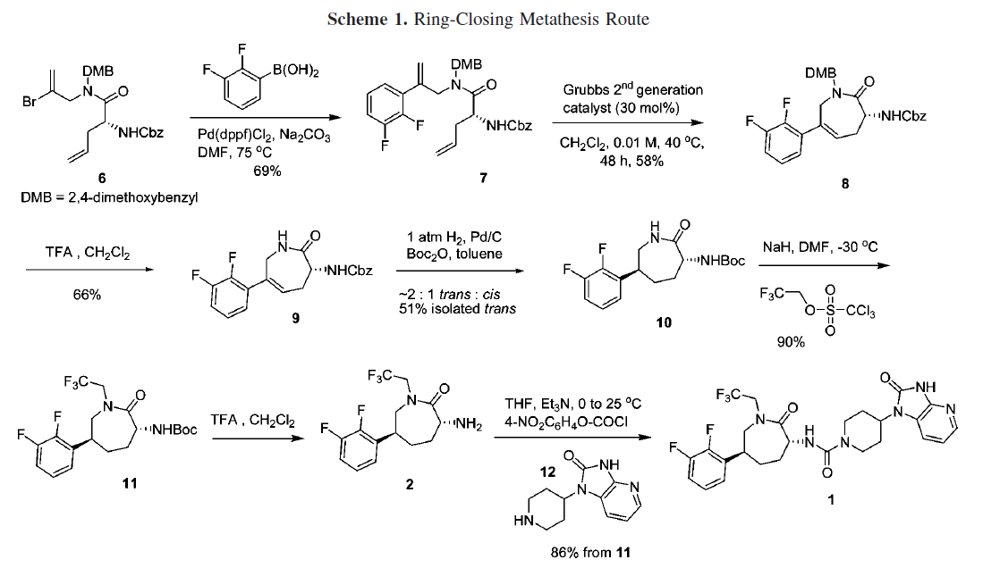 Scheme 1. Ring-Closing Metathesis Route
Br
DMB
N
O
NHCbz
6
DMB = 2,4-dimethoxybenzyl
F
F
B(OH)2
Pd(dppf)Cl2, Na2CO3
DMF, 75 °C
69%
DMB
N
O
NHCbz
F
F
7
Grubbs 2nd generation
catalyst (30 mol%)
CH2Cl2, 0.01 M, 40 °C,
48 h, 58%
DMB
N
O
NHCbz
F
F
8
TFA , CH2Cl2
66%
H
N
O
NHCbz
F
F
9
1 atm H2, Pd/C
Boc2O, toluene
~2 : 1 trans : cis
51% isolated trans
H
N
O
NHBoc
F
F
10
NaH, DMF, -30 °C
F3C
O
O
S
CCl3
O
90%
F3C
N
O
NHBoc
F
F
11
TFA , CH2Cl2
F3C
N
O
NH2
F
F
2
THF, Et3N, 0 to 25 °C
4-NO2C6H4O-COCl
12
O
NH
N
N
HN
86% from 11
F3C
N
O
F
F
H
N
O
N
O
NH
N
N
1